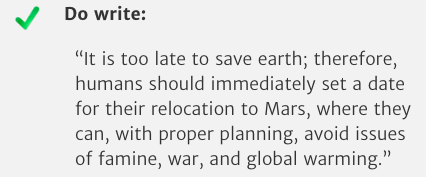 Do write:
“It is too late to save earth; therefore,
humans should immediately set a date
for their relocation to Mars, where they
can, with proper planning, avoid issues
of famine, war, and global warming.”